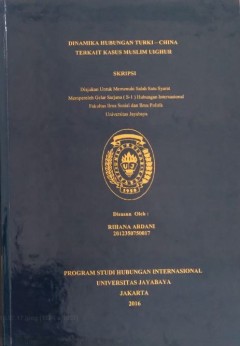 DINAMIKA HUBUNGAN TURKI – CHINA
TERKAIT KASUS MUSLIM UIGHUR
SKRIPSI
Diajukan Untuk Memenuhi Salah Satu Syarat
Memperoleh Gelar Sarjana ( S-1 ) Hubungan Internasional
Fakultas Ilmu Sosial dan Ilmu Politik
Universitas Jayabaya
Disusun Oleh :
RIHANA ARDANI
2012350750017
PROGRAM STUDI HUBUNGAN INTERNASIONAL
UNIVERSITAS JAYABAYA
JAKARTA
2016